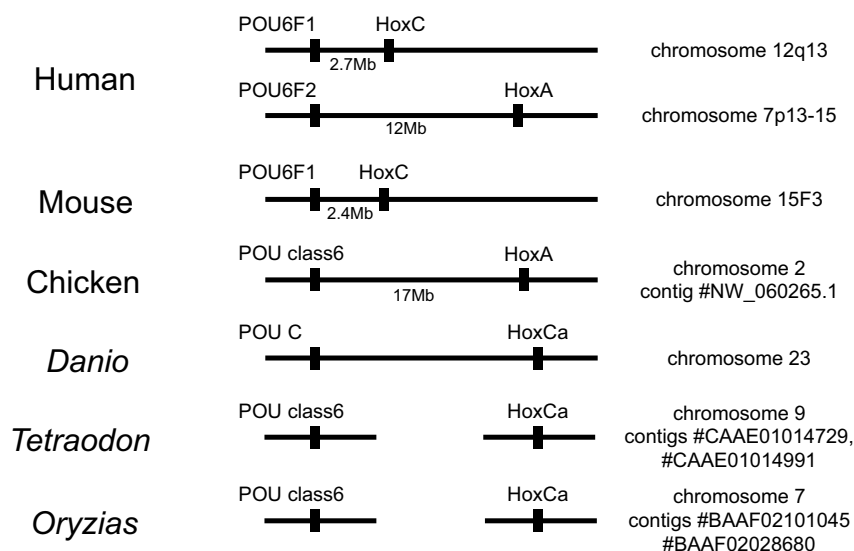 POU6F1 HoxC
2.7Mb
chromosome 12q13
Human
POU6F2 HoxA
12Mb
chromosome 7p13-15
POU6F1 HoxC
Mouse
2.4Mb
chromosome 15F3
POU class6 HoxA
Chicken
17Mb
chromosome 2
contig #NW_060265.1
POU C HoxCa
Danio
chromosome 23
POU class6 HoxCa
Tetraodon
chromosome 9
contigs #CAAE01014729,
#CAAE01014991
POU class6 HoxCa
Oryzias
chromosome 7
contigs #BAAF02101045
#BAAF02028680